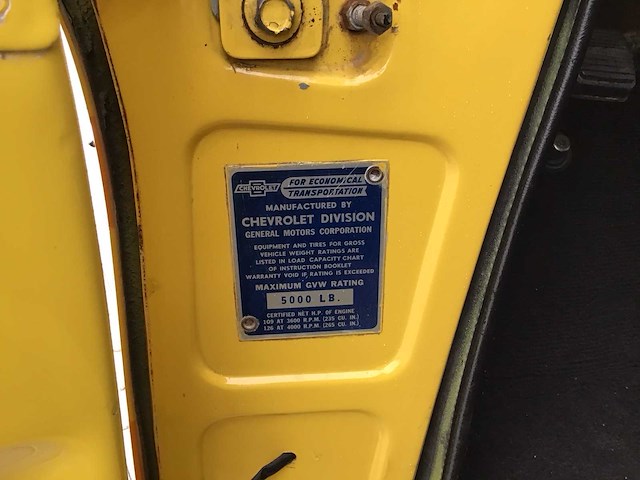 CHEVROLET
FOR ECONOMICAL
TRANSPORTATION
MANUFACTURED BY
CHEVROLET DIVISION
GENERAL MOTORS CORPORATION
EQUIPMENT AND TIRES FOR GROSS
VEHICLE WEIGHT RATINGS ARE
LISTED IN LOAD CAPACITY CHART
OF INSTRUCTION BOOKLET
WARRANTY VOID IF RATING IS EXCEEDED
MAXIMUM GVW RATING
5000 LB.
CERTIFIED NET H.P. OF ENGINE
109 AT 3600 R.P.M. (235 CU. IN.)
126 AT 4000 R.P.M. (265 CU. IN.)